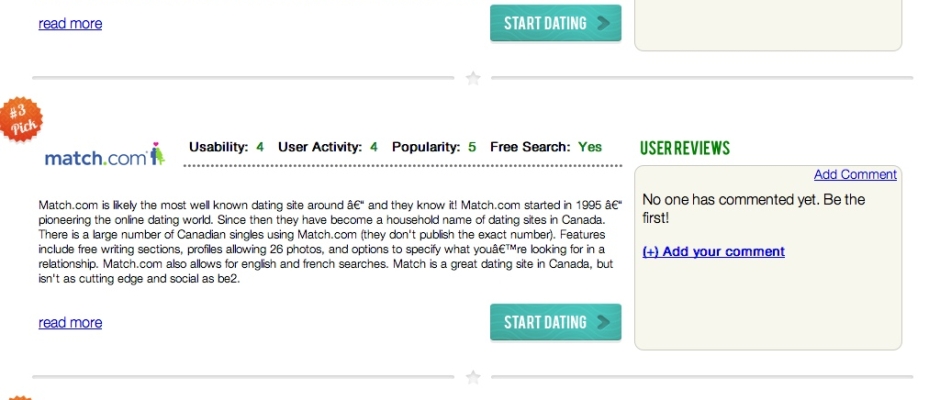 read more
START DATING
#3
Pick
match.com
Usability: 4 User Activity: 4 Popularity: 5 Free Search: Yes
Match.com is likely the most well known dating site around â€“ and they know it! Match.com started in 1995 â€“
pioneering the online dating world. Since then they have become a household name of dating sites in Canada.
There is a large number of Canadian singles using Match.com (they don't publish the exact number). Features
include free writing sections, profiles allowing 26 photos, and options to specify what youâ€™re looking for in a
relationship. Match.com also allows for english and french searches. Match is a great dating site in Canada, but
isn't as cutting edge and social as be2.
read more
START DATING
USER REVIEWS
Add Comment
No one has commented yet. Be the
first!
(+) Add your comment